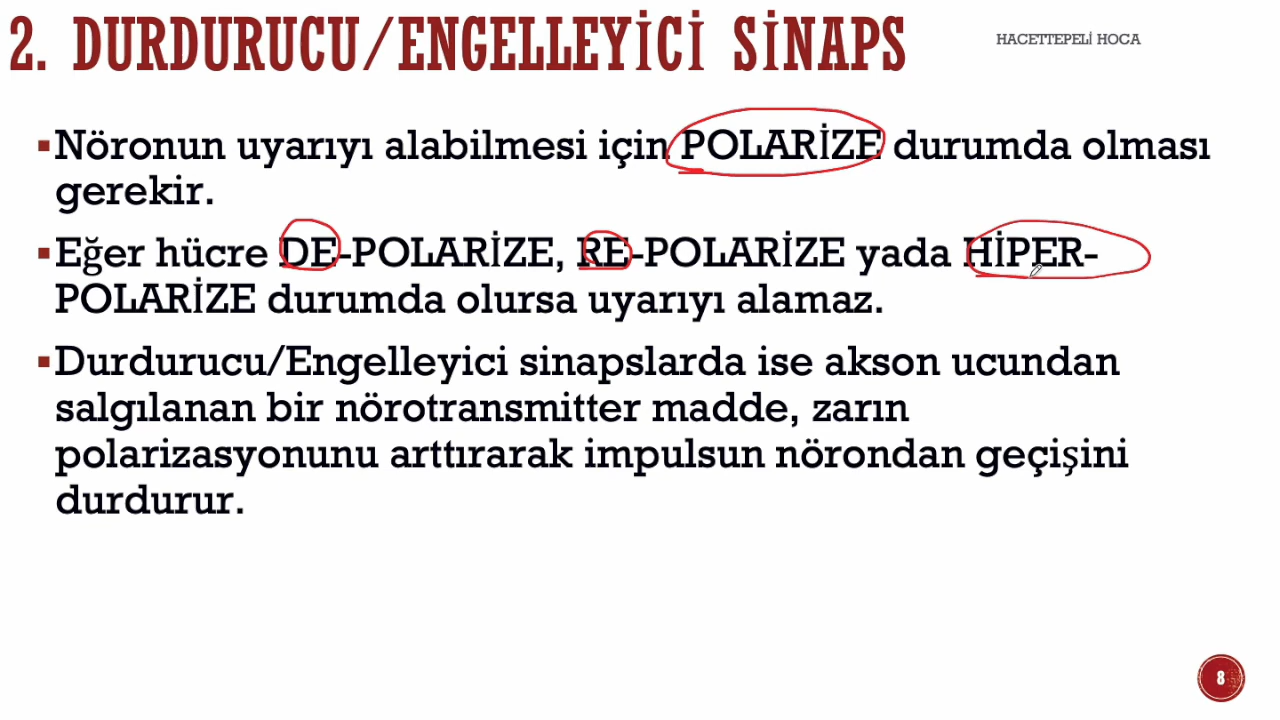 2. DURDURUCU/ENGELLEYİCİ SİNAPS
HACETTEPELİ HOCA
▪Nöronun uyarıyı alabilmesi için POLARİZE durumda olması
gerekir.
▪Eğer hücre DE-POLARİZE, RE-POLARİZE yada HİPER-
POLARİZE durumda olursa uyarıyı alamaz.
▪Durdurucu/Engelleyici sinapslarda ise akson ucundan
salgılanan bir nörotransmitter madde, zarın
polarizasyonunu arttırarak impulsun nörondan geçişini
durdurur.
8